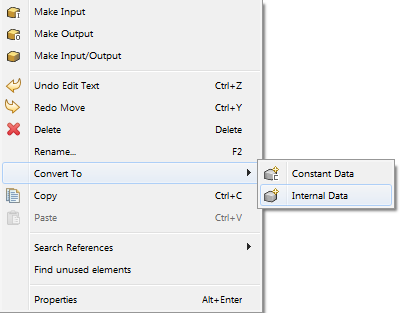 Make Input
Make Output
Make Input/Output
Undo Edit Text Ctrl+Z
Redo Move Ctrl+Y
Delete Delete
Rename... F2
Convert To
Constant Data
Internal Data
Copy Ctrl+C
Paste Ctrl+V
Search References
Find unused elements
Properties Alt+Enter